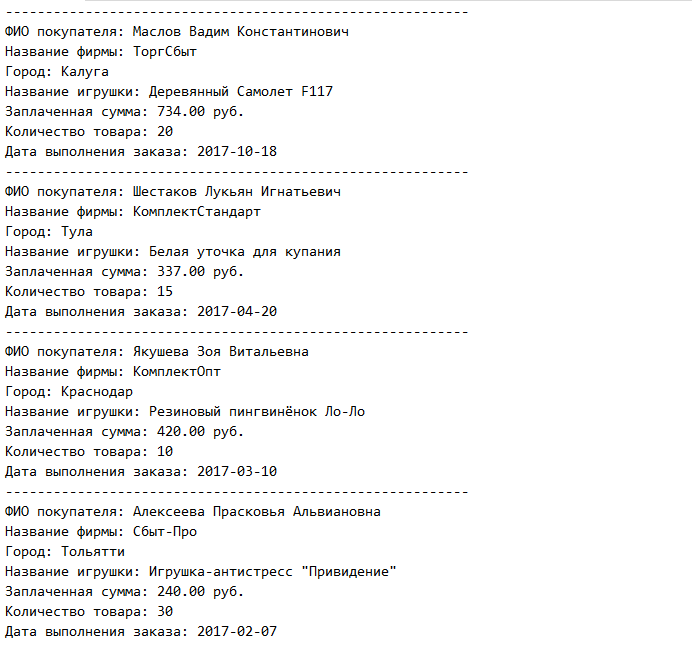 ----------------------------------------------------------
ФИО покупателя: Маслов Вадим Константинович
Название фирмы: ТоргСбыт
Город: Калуга
Название игрушки: Деревянный Самолет F117
Заплаченная сумма: 734.00 руб.
Количество товара: 20
Дата выполнения заказа: 2017-10-18
----------------------------------------------------------
ФИО покупателя: Шестаков Лукьян Игнатьевич
Название фирмы: КомплектСтандарт
Город: Тула
Название игрушки: Белая уточка для купания
Заплаченная сумма: 337.00 руб.
Количество товара: 15
Дата выполнения заказа: 2017-04-20
----------------------------------------------------------
ФИО покупателя: Якушева Зоя Витальевна
Название фирмы: КомплектОпт
Город: Краснодар
Название игрушки: Резиновый пингвинёнок Ло-Ло
Заплаченная сумма: 420.00 руб.
Количество товара: 10
Дата выполнения заказа: 2017-03-10
----------------------------------------------------------
ФИО покупателя: Алексеева Прасковья Альвиановна
Название фирмы: Сбыт-Про
Город: Тольятти
Название игрушки: Игрушка-антистресс "Привидение"
Заплаченная сумма: 240.00 руб.
Количество товара: 30
Дата выполнения заказа: 2017-02-07